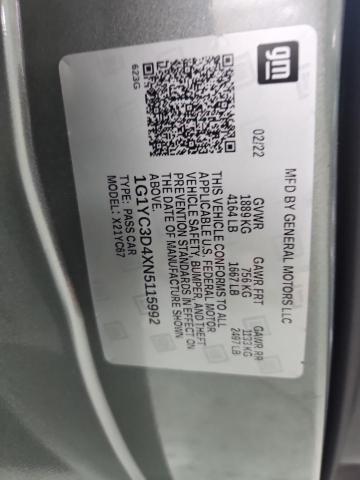 gm
MFD BY GENERAL MOTORS LLC
02/22
GVWR GAWR FRT GAWR RR
1889 KG 756 KG 1133 KG
4164 LB 1667 LB 2497 LB
THIS VEHICLE CONFORMS TO ALL
APPLICABLE U.S. FEDERAL MOTOR
VEHICLE SAFETY, BUMPER, AND THEFT
PREVENTION STANDARDS IN EFFECT ON
THE DATE OF MANUFACTURE SHOWN
ABOVE.
1G1YC3D4XN5115992
TYPE: PASS CAR
MODEL: X21YC67
623G